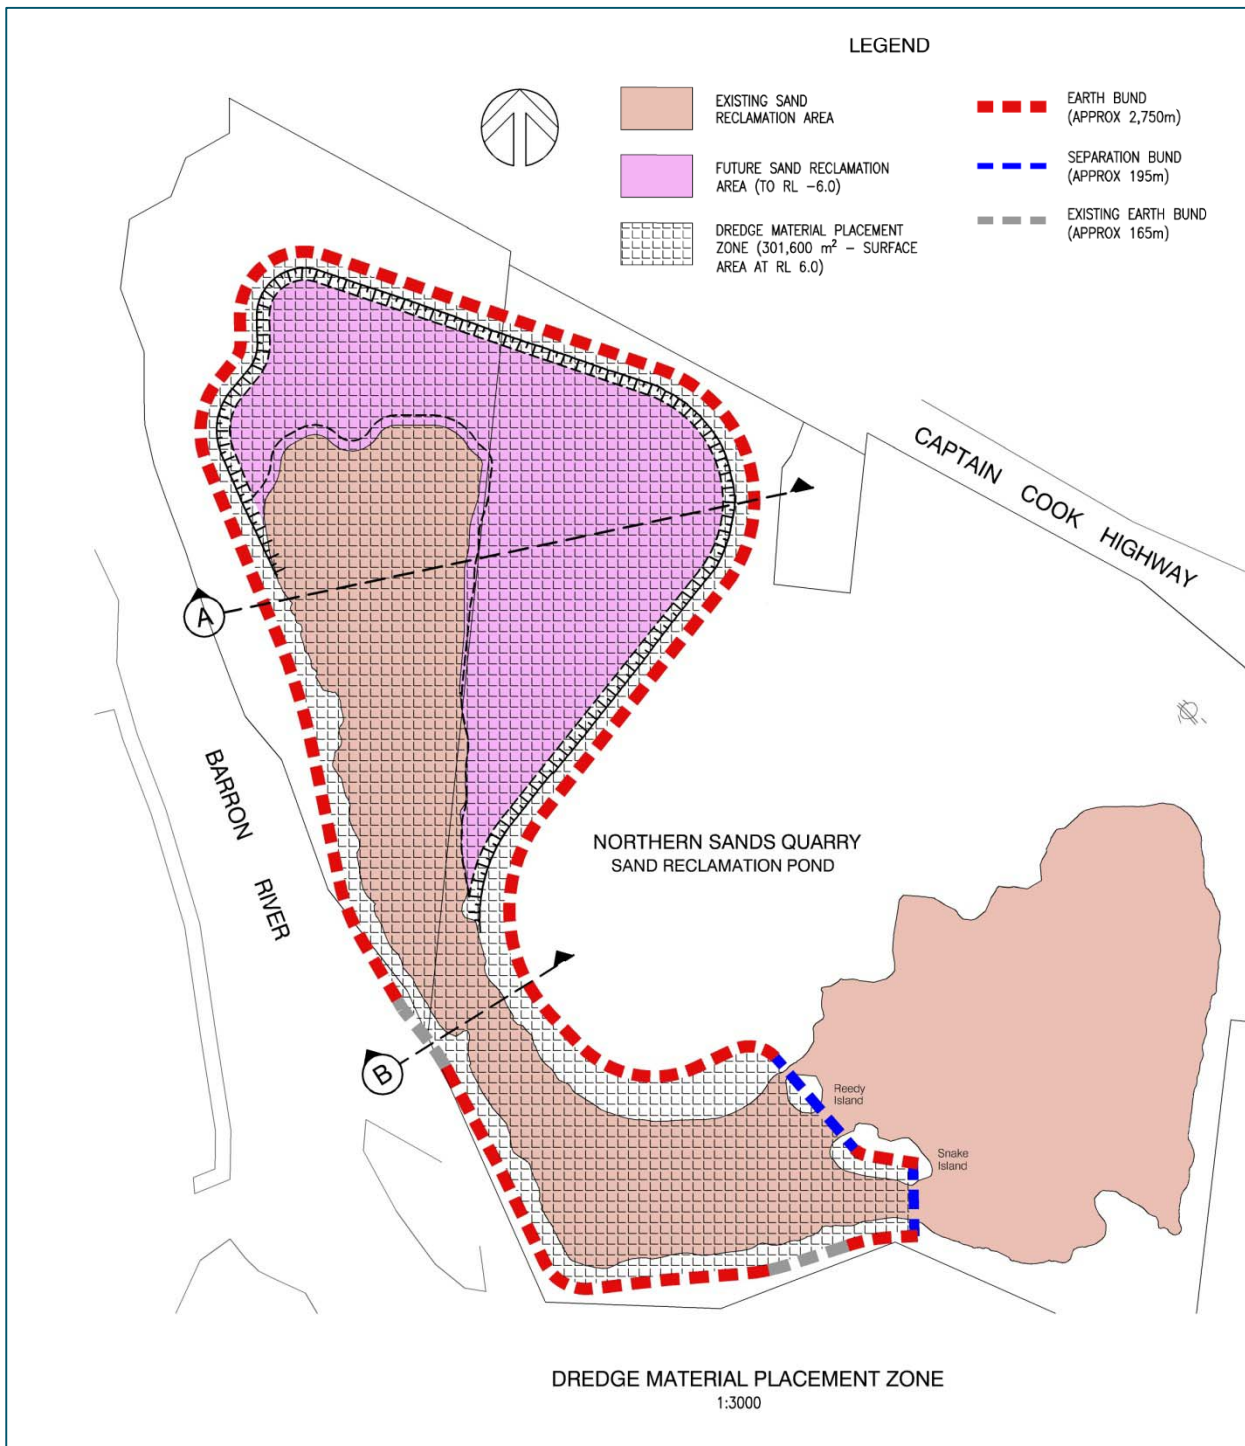 LEGEND
EXISTING SAND
RECLAMATION AREA
FUTURE SAND RECLAMATION
AREA (TO RL -6.0)
DREDGE MATERIAL PLACEMENT
ZONE (301,600 m² - SURFACE
AREA AT RL 6.0)
EARTH BUND
(APPROX 2,750m)
SEPARATION BUND
(APPROX 195m)
EXISTING EARTH BUND
(APPROX 165m)
CAPTAIN COOK HIGHWAY
A
BARRON RIVER
NORTHERN SANDS QUARRY
SAND RECLAMATION POND
B
Reedy
Island
Snake
Island
DREDGE MATERIAL PLACEMENT ZONE
1:3000